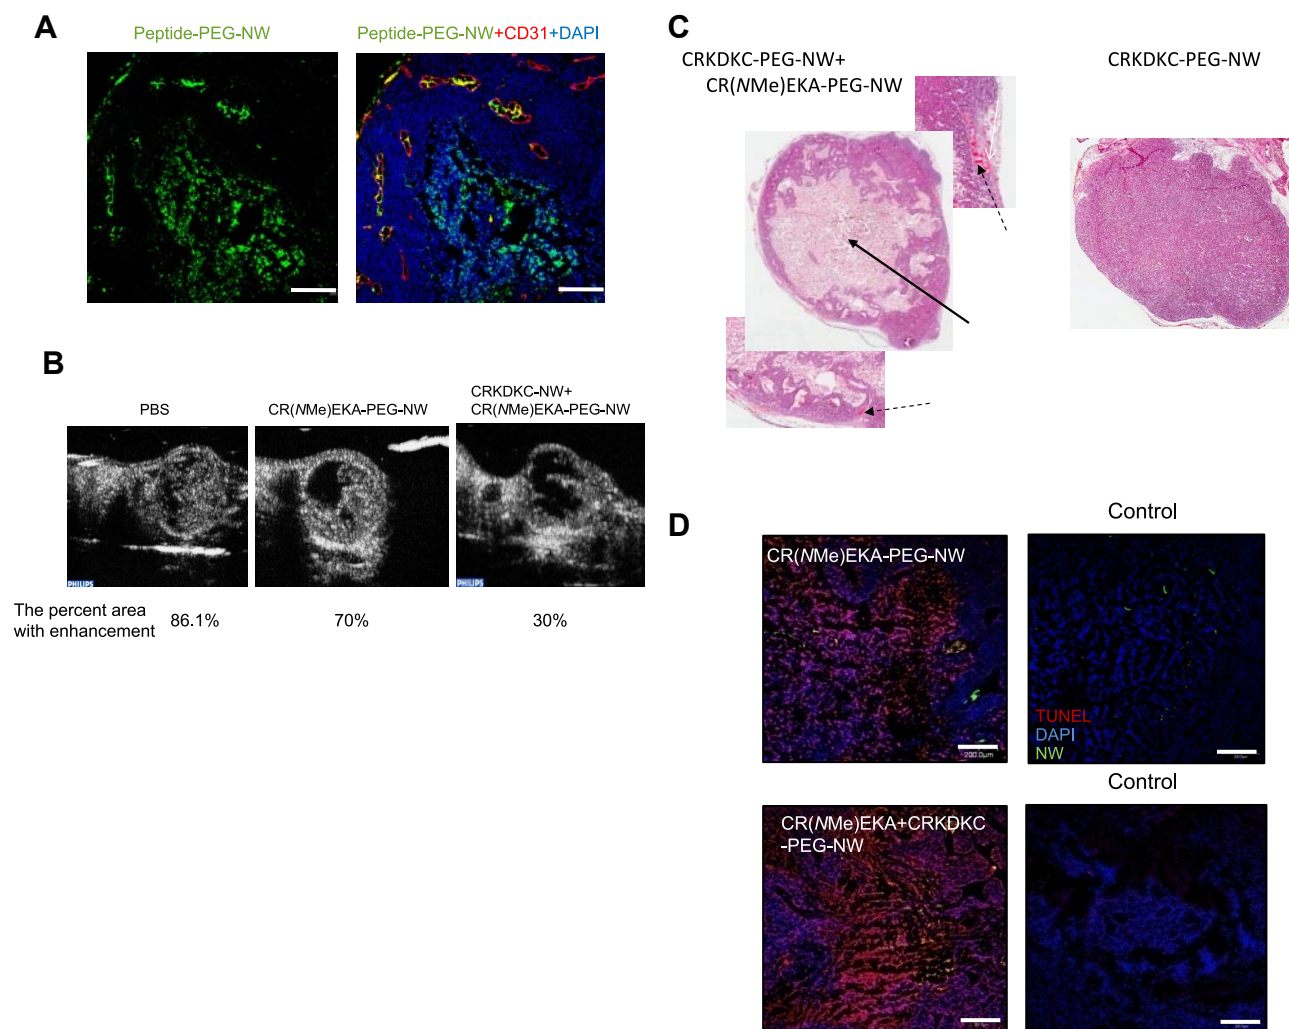 A
Peptide-PEG-NW
Peptide-PEG-NW+CD31+DAPI
B
PBS
CR(NMe)EKA-PEG-NW
CRKDKC-NW+
CR(NMe)EKA-PEG-NW
PHILIPS
PHILIPS
The percent area
with enhancement
86.1%
70%
30%
C
CRKDKC-PEG-NW+
CR(NMe)EKA-PEG-NW
CRKDKC-PEG-NW
D
CR(NMe)EKA-PEG-NW
200.0µm
Control
TUNEL
DAPI
NW
CR(NMe)EKA+CRKDKC
-PEG-NW
Control